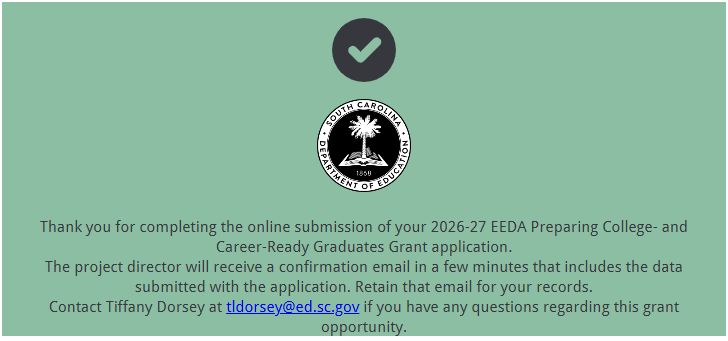 SOUTH CAROLINA
DEPARTMENT OF EDUCATION
1868
Thank you for completing the online submission of your 2026-27 EEDA Preparing College- and
Career-Ready Graduates Grant application.
The project director will receive a confirmation email in a few minutes that includes the data
submitted with the application. Retain that email for your records.
Contact Tiffany Dorsey at tldorsey@ed.sc.gov if you have any questions regarding this grant
opportunity.